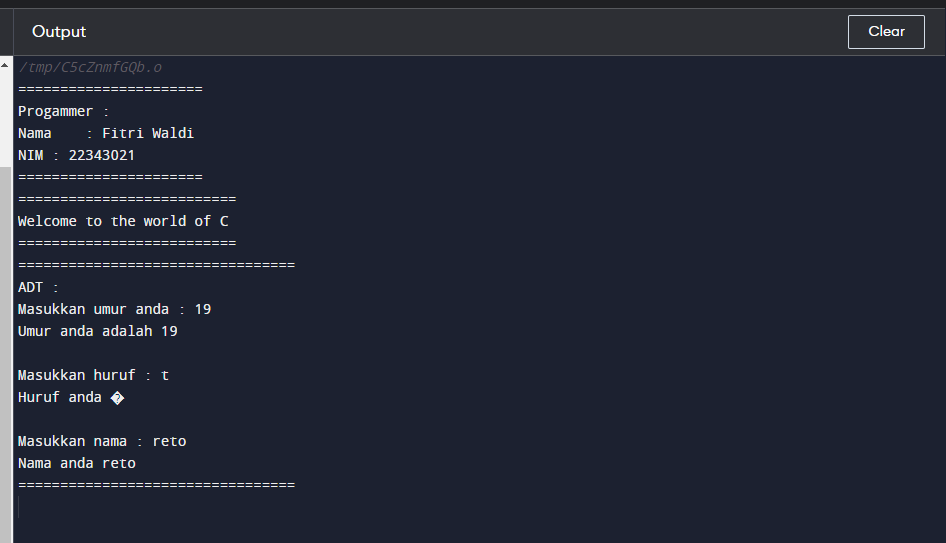 Output
Clear
/tmp/C5cZnmfGQb.o
======================
Progammer :
Nama    : Fitri Waldi
NIM : 22343021
======================
==========================
Welcome to the world of C
==========================
=================================
ADT :
Masukkan umur anda : 19
Umur anda adalah 19
Masukkan huruf : t
Huruf anda �
Masukkan nama : reto
Nama anda reto
=================================